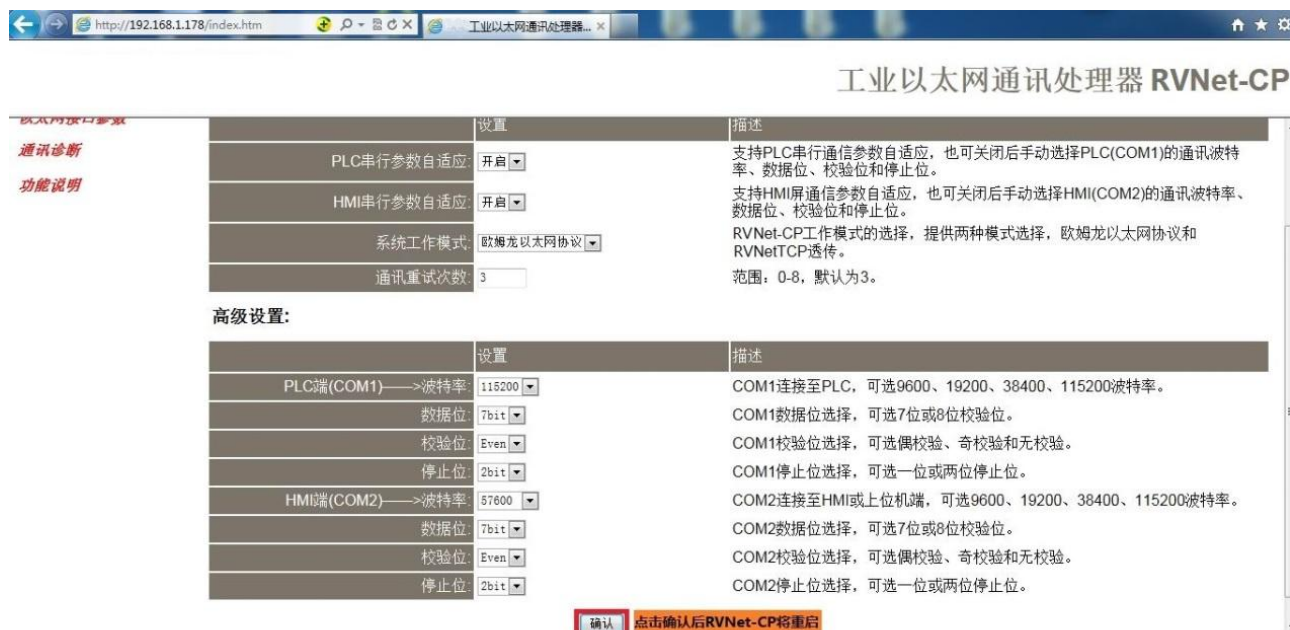 http://192.168.1.178/index.htm
工业以太网通讯处理器...
工业以太网通讯处理器 RVNet-CP
以太网接口参数
通讯诊断
功能说明
设置 描述
PLC串行参数自适应: 开启 支持PLC串行通信参数自适应，也可关闭后手动选择PLC(COM1)的通讯波特
率、数据位、校验位和停止位。
HMI串行参数自适应: 开启 支持HMI屏通信参数自适应，也可关闭后手动选择HMI(COM2)的通讯波特率、
数据位、校验位和停止位。
系统工作模式: 欧姆龙以太网协议 RVNet-CP工作模式的选择，提供两种模式选择，欧姆龙以太网协议和
RVNetTCP透传。
通讯重试次数: 3 范围：0-8，默认为3。
高级设置:
设置 描述
PLC端(COM1)——>波特率: 115200 COM1连接至PLC，可选9600、19200、38400、115200波特率。
数据位: 7bit COM1数据位选择，可选7位或8位校验位。
校验位: Even COM1校验位选择，可选偶校验、奇校验和无校验。
停止位: 2bit COM1停止位选择，可选一位或两位停止位。
HMI端(COM2)——>波特率: 57600 COM2连接至HMI或上位机端，可选9600、19200、38400、115200波特率。
数据位: 7bit COM2数据位选择，可选7位或8位校验位。
校验位: Even COM2校验位选择，可选偶校验、奇校验和无校验。
停止位: 2bit COM2停止位选择，可选一位或两位停止位。
确认 点击确认后RVNet-CP将重启